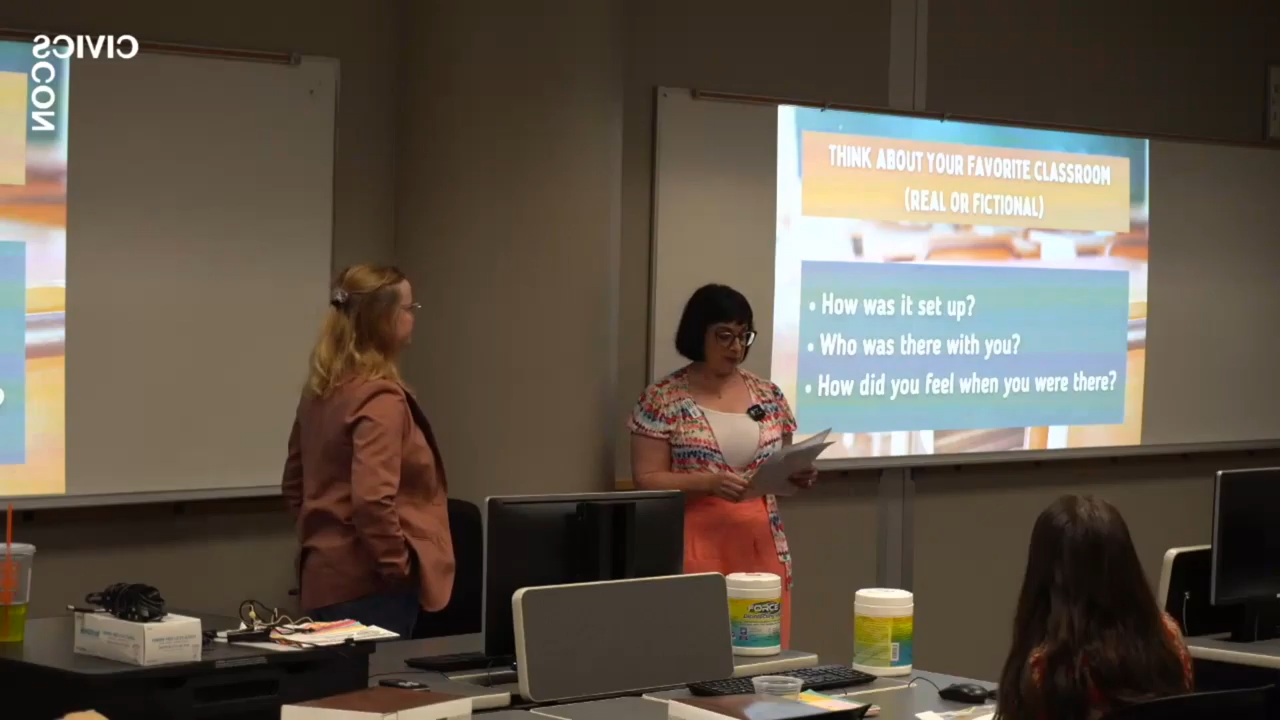 CIVICS
CON
THINK ABOUT YOUR FAVORITE CLASSROOM
(REAL OR FICTIONAL)
• How was it set up?
• Who was there with you?
• How did you feel when you were there?
FORCE